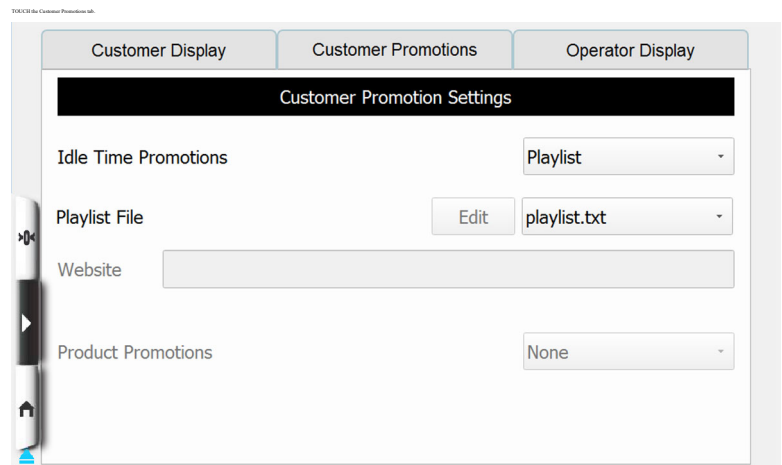 TOUCH the Customer Promotions tab.
Customer Display
Customer Promotions
Operator Display
Customer Promotion Settings
Idle Time Promotions
Playlist
Playlist File
Edit
playlist.txt
>0<
Website
Product Promotions
None